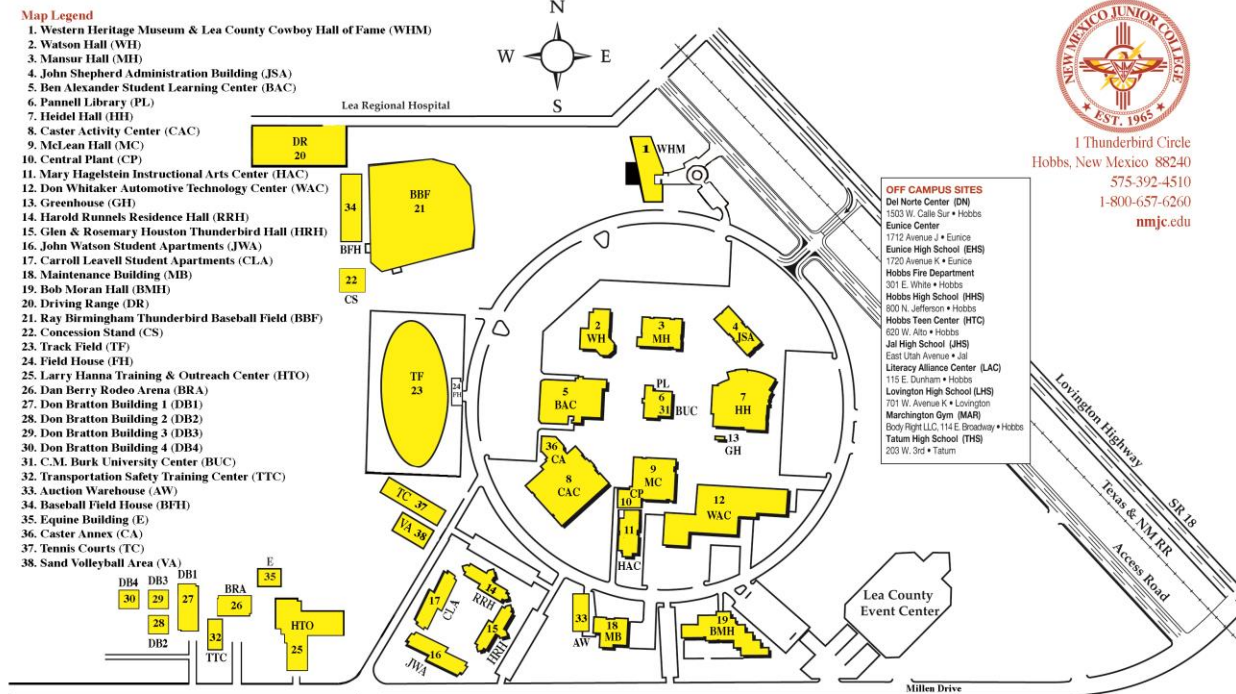 Map Legend
1. Western Heritage Museum & Lea County Cowboy Hall of Fame (WHM)
2. Watson Hall (WH)
3. Mansur Hall (MH)
4. John Shepherd Administration Building (JSA)
5. Ben Alexander Student Learning Center (BAC)
6. Pannell Library (PL)
7. Heidel Hall (HH)
8. Caster Activity Center (CAC)
9. McLean Hall (MC)
10. Central Plant (CP)
11. Mary Hagelstein Instructional Arts Center (HAC)
12. Don Whitaker Automotive Technology Center (WAC)
13. Greenhouse (GH)
14. Harold Runnels Residence Hall (RRH)
15. Glen & Rosemary Houston Thunderbird Hall (HRH)
16. John Watson Student Apartments (JWA)
17. Carroll Leavell Student Apartments (CLA)
18. Maintenance Building (MB)
19. Bob Moran Hall (BMH)
20. Driving Range (DR)
21. Ray Birmingham Thunderbird Baseball Field (BBF)
22. Concession Stand (CS)
23. Track Field (TF)
24. Field House (FH)
25. Larry Hanna Training & Outreach Center (HTO)
26. Dan Berry Rodeo Arena (BRA)
27. Don Bratton Building 1 (DB1)
28. Don Bratton Building 2 (DB2)
29. Don Bratton Building 3 (DB3)
30. Don Bratton Building 4 (DB4)
31. C.M. Burk University Center (BUC)
32. Transportation Safety Training Center (TTC)
33. Auction Warehouse (AW)
34. Baseball Field House (BFH)
35. Equine Building (E)
36. Caster Annex (CA)
37. Tennis Courts (TC)
38. Sand Volleyball Area (VA)
N
W
E
S
NEW MEXICO JUNIOR COLLEGE
EST. 1965
1 Thunderbird Circle
Hobbs, New Mexico 88240
575-392-4510
1-800-657-6260
nmjc.edu
OFF CAMPUS SITES
Del Norte Center (DN)
1503 W. Calle Sur • Hobbs
Eunice Center
1712 Avenue J • Eunice
Eunice High School (EHS)
1720 Avenue K • Eunice
Hobbs Fire Department
301 E. White • Hobbs
Hobbs High School (HHS)
800 N. Jefferson • Hobbs
Hobbs Teen Center (HTC)
620 W. Alto • Hobbs
Jal High School (JHS)
East Utah Avenue • Jal
Literacy Alliance Center (LAC)
115 E. Dunham • Hobbs
Lovington High School (LHS)
701 W. Avenue K • Lovington
Marchington Gym (MAR)
Body Right LLC, 114 E. Broadway • Hobbs
Tatum High School (THS)
203 W. 3rd • Tatum
Lea Regional Hospital
DR
20
1 WHM
34
BFH
BBF
21
22
CS
TF
23
24
FH
2
WH
3
MH
4
JSA
5
BAC
PL
6
31 BUC
7
HH
13
GH
36
CA
8
CAC
9
MC
CP
10
11
HAC
12
WAC
TC 37
VA 38
14
RRH
17
CLA
15
HRH
16
JWA
33
AW
18
MB
19
BMH
Lea County
Event Center
DB4
30
DB3
29
28
DB2
DB1
27
BRA
26
E
35
32
TTC
HTO
25
Lovington Highway
SR 18
Texas & NM RR
Access Road
Millen Drive